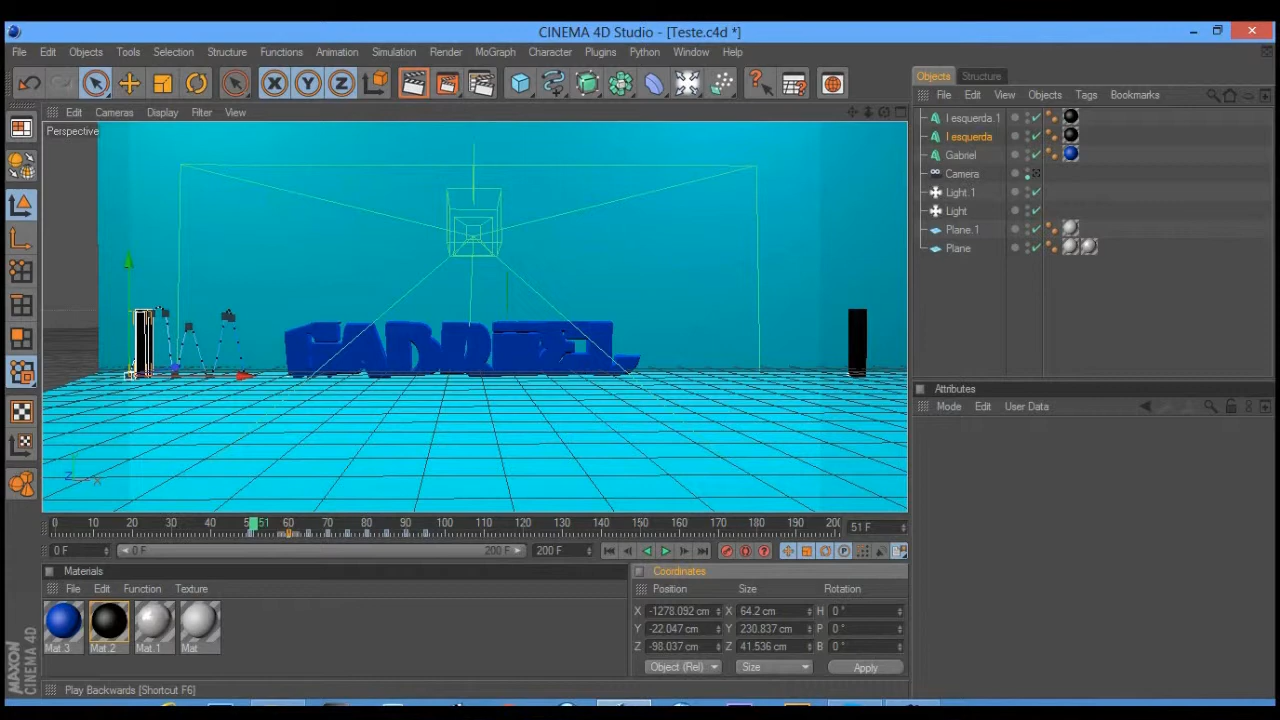 CINEMA 4D Studio - [Teste.c4d *]
File Edit Objects Tools Selection Structure Functions Animation Simulation Render MoGraph Character Plugins Python Window Help
Objects Structure
File Edit View Objects Tags Bookmarks
Edit Cameras Display Filter View
Perspective
I esquerda.1
I esquerda
Gabriel
Camera
Light.1
Light
Plane.1
Plane
GABRIEL
Attributes
Mode Edit User Data
0 10 20 30 40 51 60 70 80 90 100 110 120 130 140 150 160 170 180 190 51 F
0 F 0 F 200 F 200 F
Materials
File Edit Function Texture
Mat.3 Mat.2 Mat.1 Mat
Coordinates
Position Size Rotation
X -1278.092 cm X 64.2 cm H 0 °
Y -22.047 cm Y 230.837 cm P 0 °
Z -98.037 cm Z 41.536 cm B 0 °
Object (Rel) Size Apply
MAXON CINEMA 4D
Play Backwards [Shortcut F6]
X Y Z